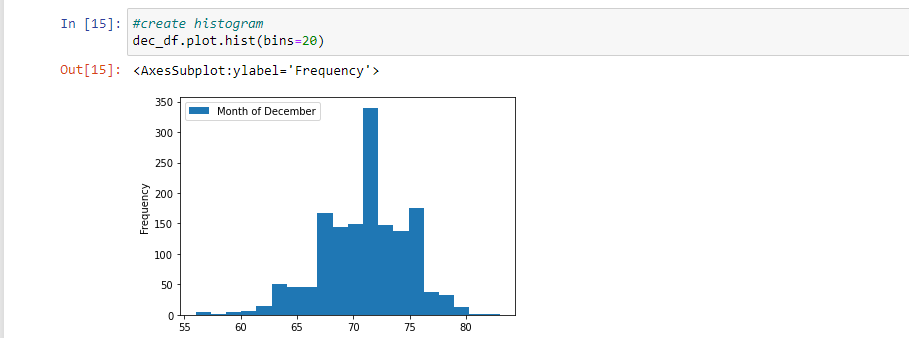 In [15]: #create histogram
dec_df.plot.hist(bins=20)
Out[15]: <AxesSubplot:ylabel='Frequency'>
Month of December
350
300
250
200
150
100
50
0
Frequency
55 60 65 70 75 80